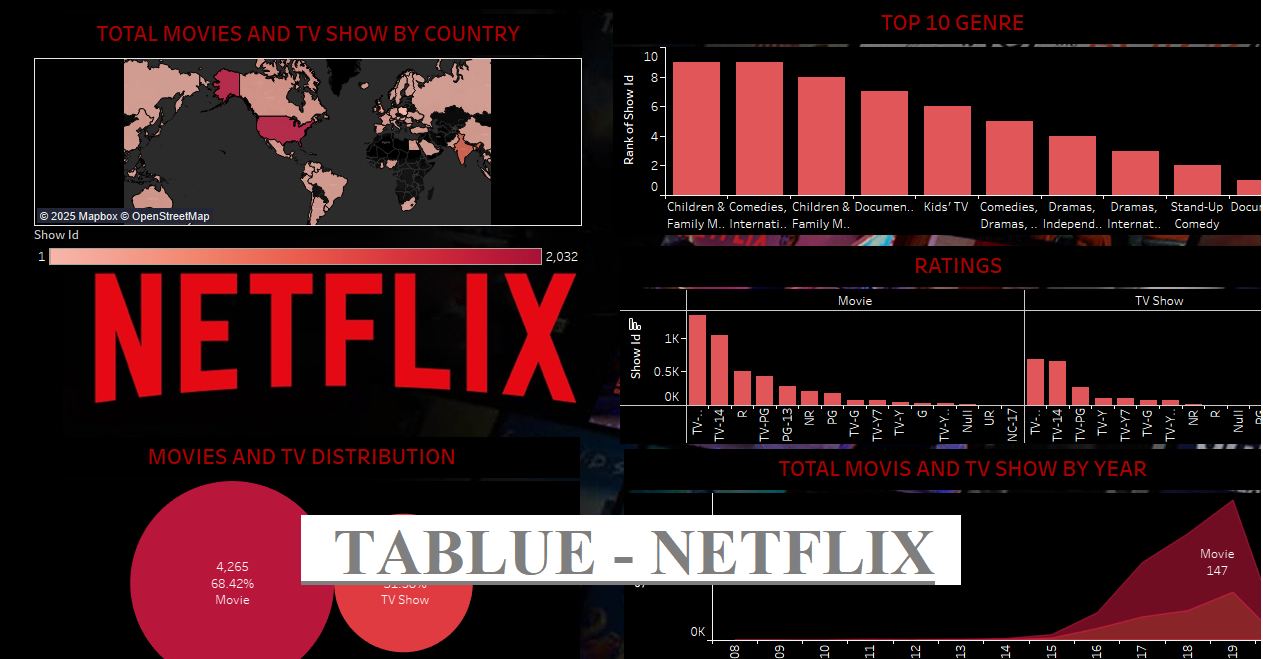 TOTAL MOVIES AND TV SHOW BY COUNTRY
© 2025 Mapbox © OpenStreetMap
Show Id
1
2,032
NETFLIX
TOP 10 GENRE
Rank of Show Id
10
8
6
4
2
0
Children & Family M..
Comedies, Internati..
Children & Family M..
Documen..
Kids' TV
Comedies, Dramas, ..
Dramas, Independ..
Dramas, Internat..
Stand-Up Comedy
Docu
RATINGS
Movie
TV Show
Show Id
1K
0.5K
0K
TV-..
TV-14
R
TV-PG
PG-13
NR
PG
TV-G
TV-Y7
TV-Y
G
TV-Y..
Null
UR
NC-17
TV-..
TV-14
TV-PG
TV-Y
TV-Y7
TV-G
TV-Y..
NR
R
Null
MOVIES AND TV DISTRIBUTION
4,265
68.42%
Movie
TV Show
TABLUE - NETFLIX
TOTAL MOVIS AND TV SHOW BY YEAR
Movie
147
0K
08
09
10
11
12
13
14
15
16
17
18
19